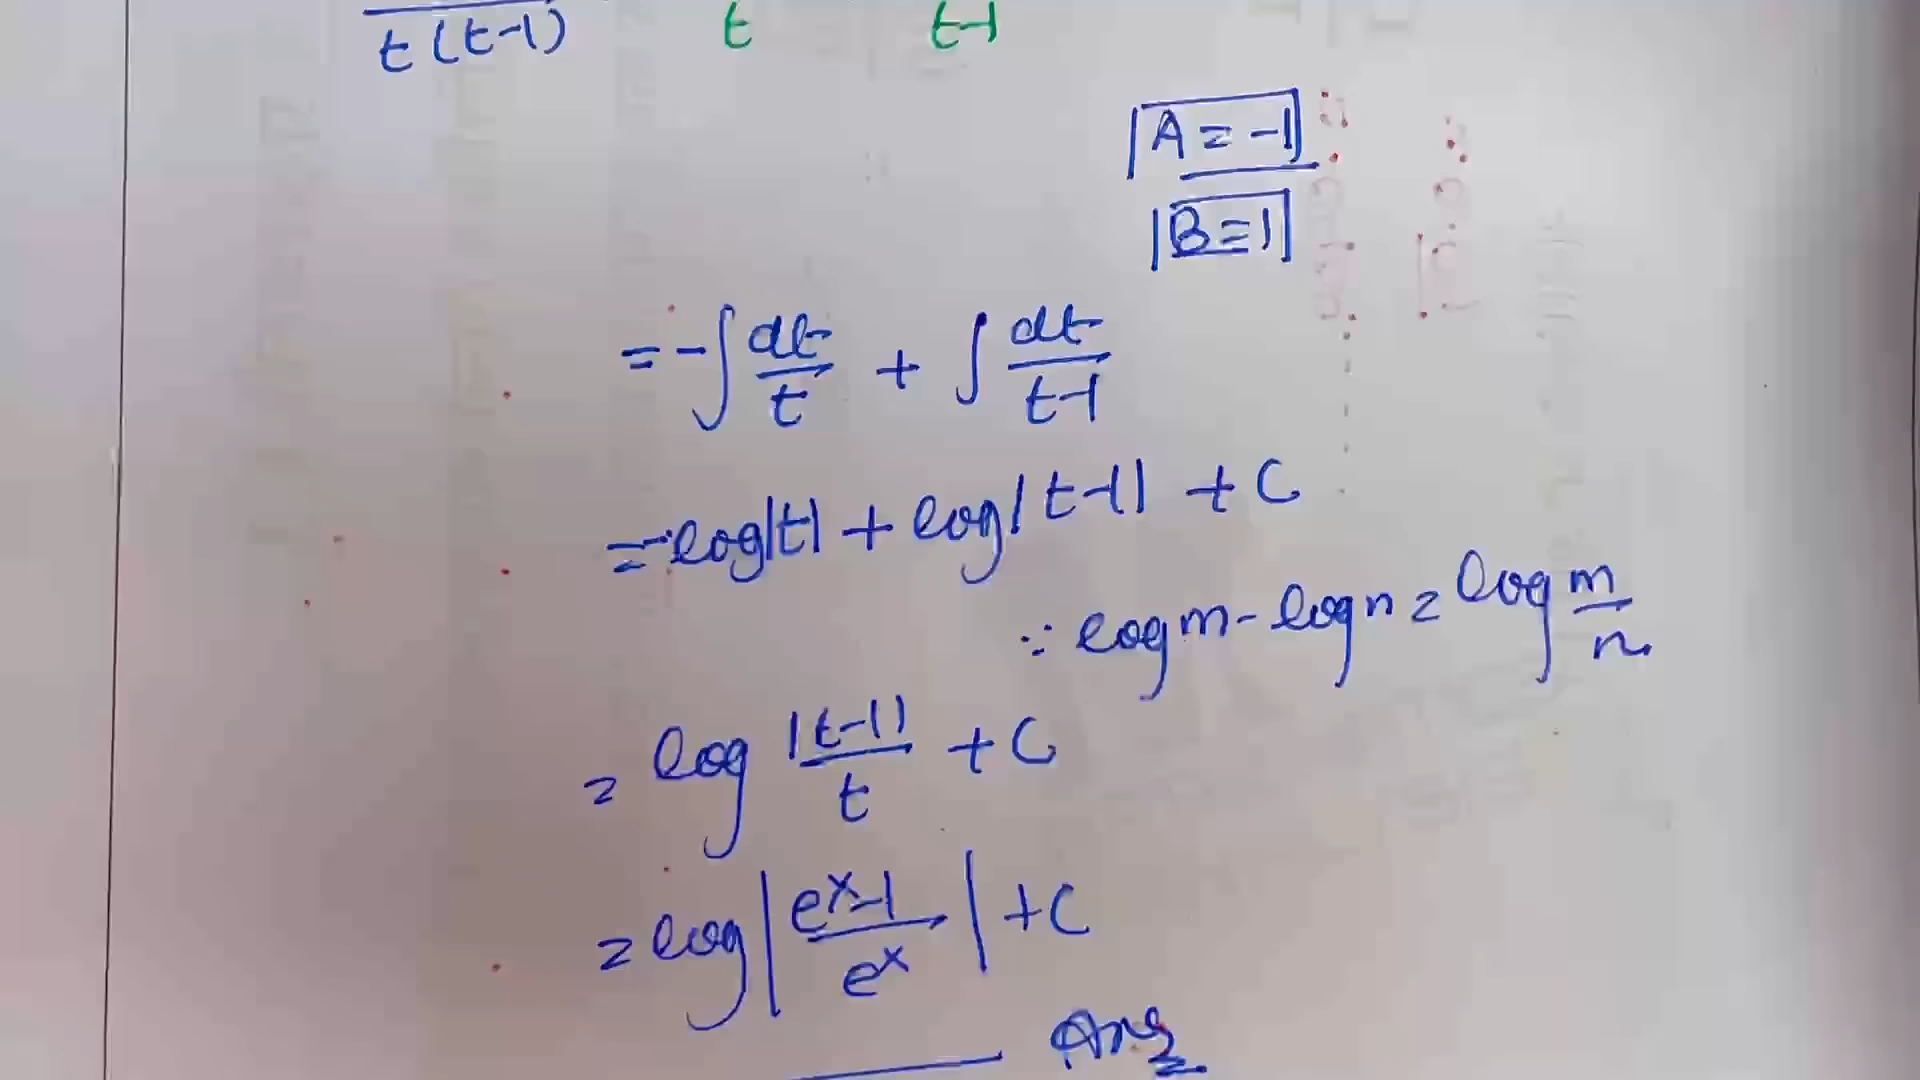 t(t-1) t t-1
A = -1
B = 1
= -∫ dt/t + ∫ dt/t-1
= -log|t| + log|t-1| + C
∵ log m - log n = log m/n
= log |t-1|/t + C
= log |e^x-1/e^x| + C
Ans